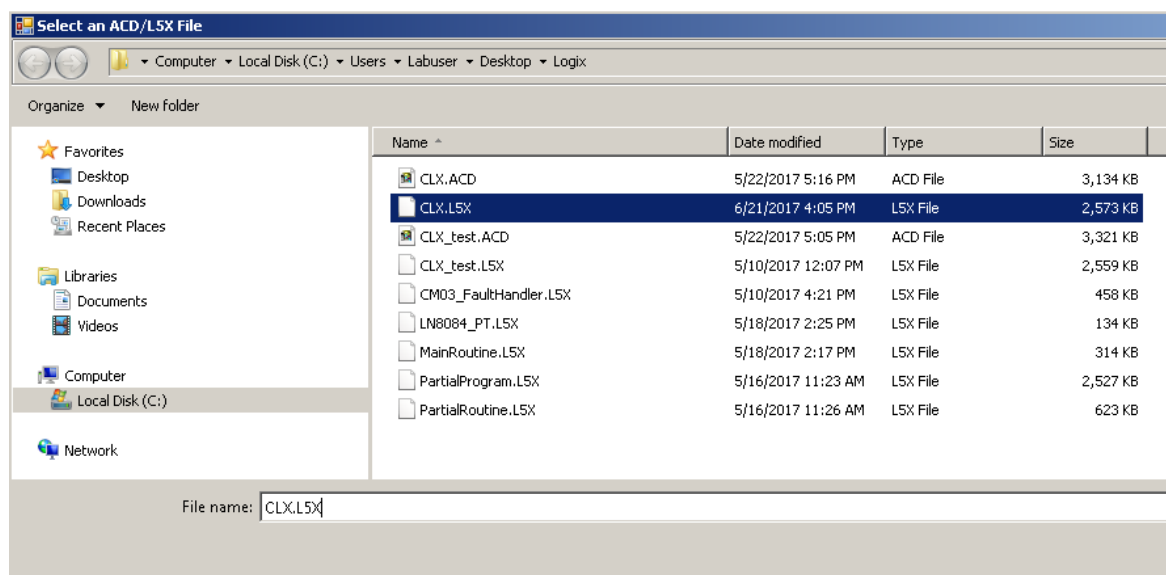 Select an ACD/L5X File
Computer Local Disk (C:) Users Labuser Desktop Logix
Organize New folder
Favorites
Desktop
Downloads
Recent Places
Libraries
Documents
Videos
Computer
Local Disk (C:)
Network
Name Date modified Type Size
CLX.ACD 5/22/2017 5:16 PM ACD File 3,134 KB
CLX.L5X 6/21/2017 4:05 PM L5X File 2,573 KB
CLX_test.ACD 5/22/2017 5:05 PM ACD File 3,321 KB
CLX_test.L5X 5/10/2017 12:07 PM L5X File 2,559 KB
CM03_FaultHandler.L5X 5/10/2017 4:21 PM L5X File 458 KB
LN8084_PT.L5X 5/18/2017 2:25 PM L5X File 134 KB
MainRoutine.L5X 5/18/2017 2:17 PM L5X File 314 KB
PartialProgram.L5X 5/16/2017 11:23 AM L5X File 2,527 KB
PartialRoutine.L5X 5/16/2017 11:26 AM L5X File 623 KB
File name: CLX.L5X